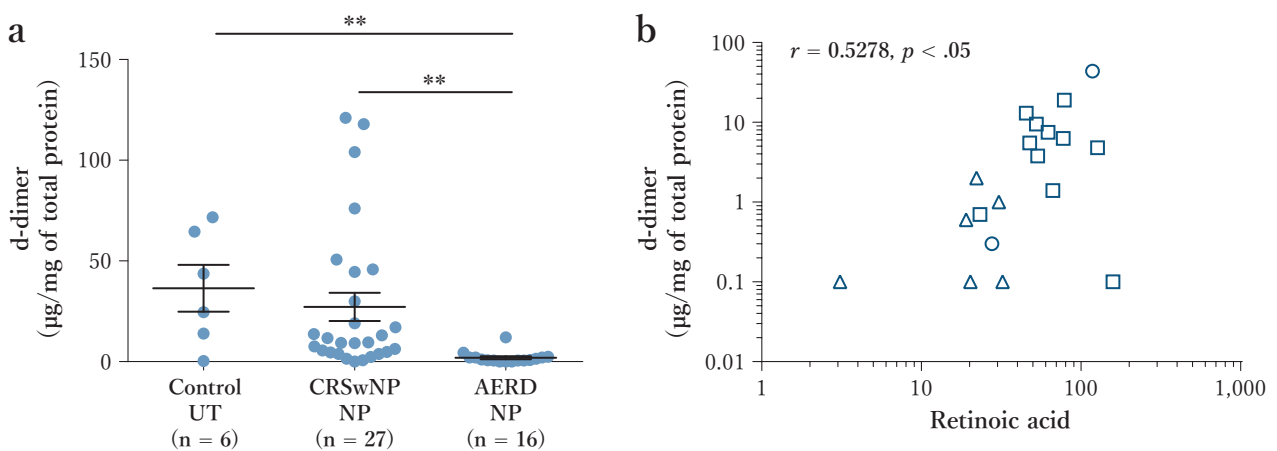 a
**
**
d-dimer
(µg/mg of total protein)
150
100
50
0
Control
UT
(n = 6)
CRSwNP
NP
(n = 27)
AERD
NP
(n = 16)
b
r = 0.5278, p < .05
d-dimer
(µg/mg of total protein)
100
10
1
0.1
0.01
1
10
100
1,000
Retinoic acid